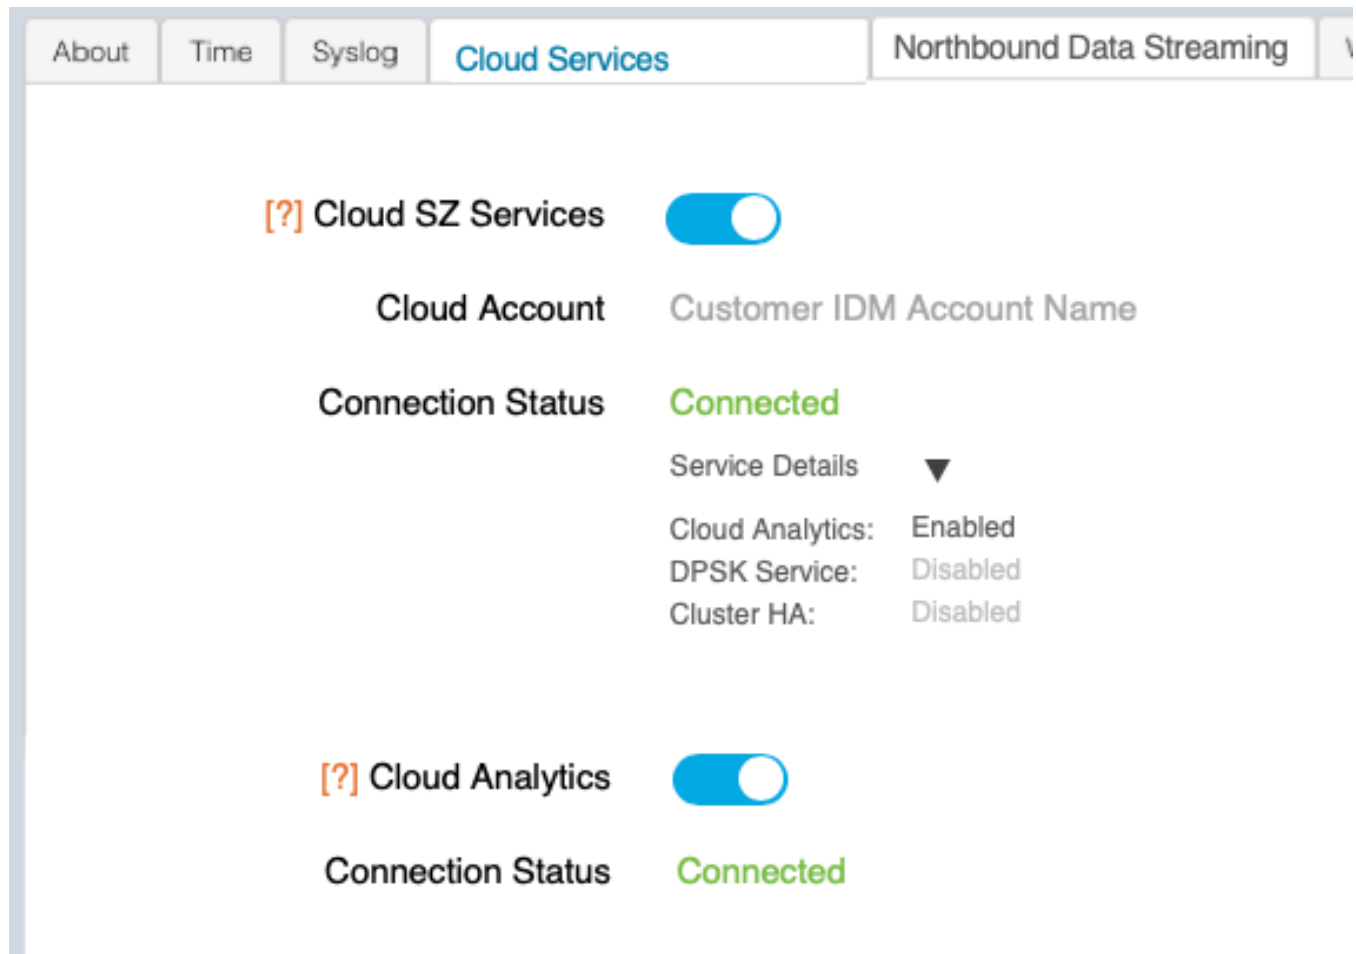 About Time Syslog Cloud Services Northbound Data Streaming
[?] Cloud SZ Services
Cloud Account Customer IDM Account Name
Connection Status Connected
Service Details
Cloud Analytics: Enabled
DPSK Service: Disabled
Cluster HA: Disabled
[?] Cloud Analytics
Connection Status Connected